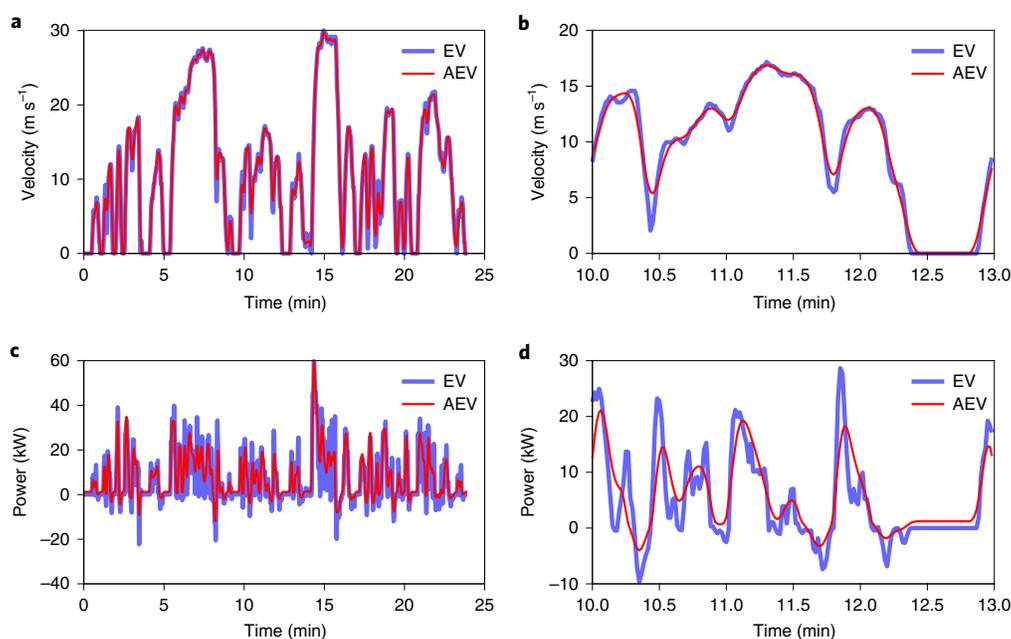 a
30
20
10
0
Velocity (m s⁻¹)
EV
AEV
0 5 10 15 20 25
Time (min)
b
20
15
10
5
0
Velocity (m s⁻¹)
EV
AEV
10.0 10.5 11.0 11.5 12.0 12.5 13.0
Time (min)
c
60
40
20
0
–20
–40
Power (kW)
EV
AEV
0 5 10 15 20 25
Time (min)
d
30
20
10
0
–10
Power (kW)
EV
AEV
10.0 10.5 11.0 11.5 12.0 12.5 13.0
Time (min)